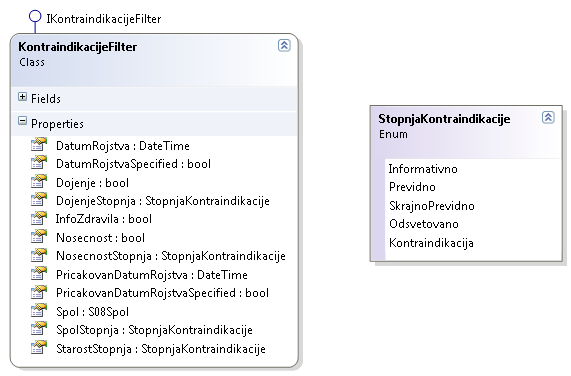 IKontraindikacijeFilter
KontraindikacijeFilter
Class
Fields
Properties
DatumRojstva : DateTime
DatumRojstvaSpecified : bool
Dojenje : bool
DojenjeStopnja : StopnjaKontraindikacije
InfoZdravila : bool
Nosecnost : bool
NosecnostStopnja : StopnjaKontraindikacije
PricakovanDatumRojstva : DateTime
PricakovanDatumRojstvaSpecified : bool
Spol : S08Spol
SpolStopnja : StopnjaKontraindikacije
StarostStopnja : StopnjaKontraindikacije
StopnjaKontraindikacije
Enum
Informativno
Previdno
SkrajnoPrevidno
Odsvetovano
Kontraindikacija